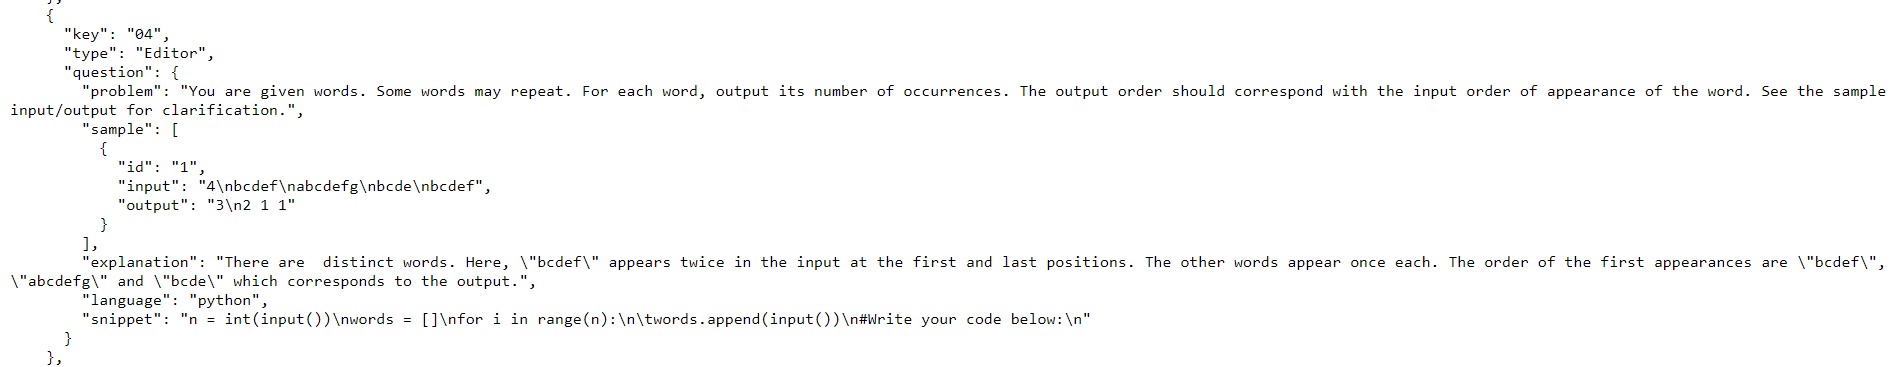 },
{
"key": "04",
"type": "Editor",
"question": {
"problem": "You are given words. Some words may repeat. For each word, output its number of occurrences. The output order should correspond with the input order of appearance of the word. See the sample
input/output for clarification.",
"sample": [
{
"id": "1",
"input": "4\nbcdef\nabcdefg\nbcde\nbcdef",
"output": "3\n2 1 1"
}
],
"explanation": "There are  distinct words. Here, \"bcdef\" appears twice in the input at the first and last positions. The other words appear once each. The order of the first appearances are \"bcdef\",
\"abcdefg\" and \"bcde\" which corresponds to the output.",
"language": "python",
"snippet": "n = int(input())\nwords = []\nfor i in range(n):\n\twords.append(input())\n#Write your code below:\n"
}
},